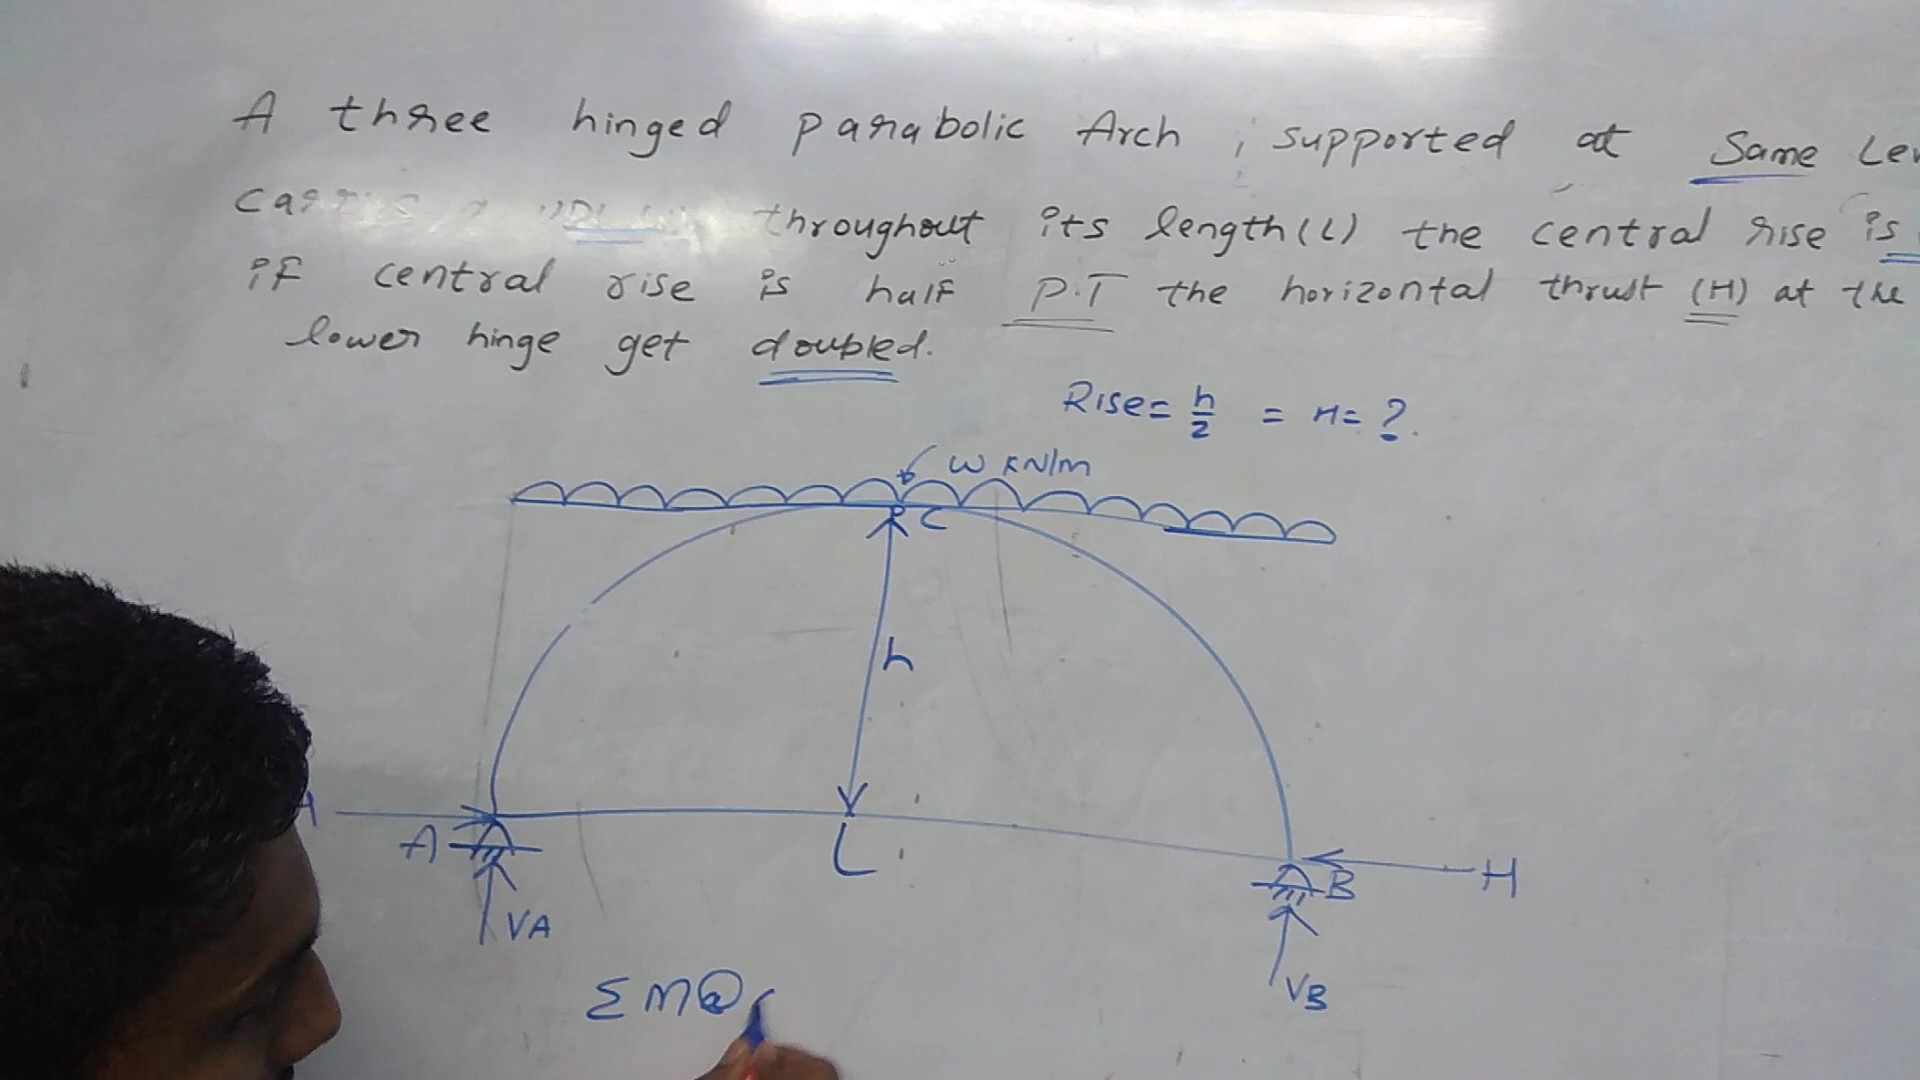 A three hinged parabolic Arch, supported at Same
throughout its length (L) the central rise is
if central rise is half P.T the horizontal thrust (H) at the
lower hinge get doubled.
Rise = h/2 = H = ?
w kN/m
C
h
A
L
H
B
VA
VB
ΣM@